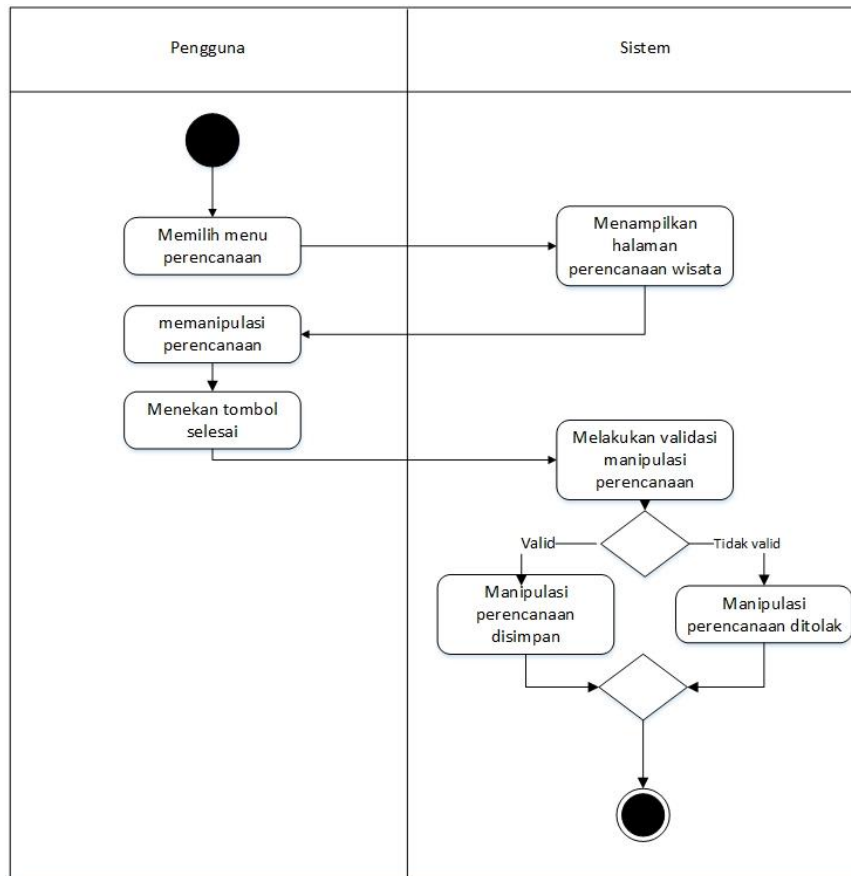 Pengguna
Sistem
Memilih menu
perencanaan
Menampilkan
halaman
perencanaan wisata
memanipulasi
perencanaan
Menekan tombol
selesai
Melakukan validasi
manipulasi
perencanaan
Valid
Tidak valid
Manipulasi
perencanaan
disimpan
Manipulasi
perencanaan ditolak